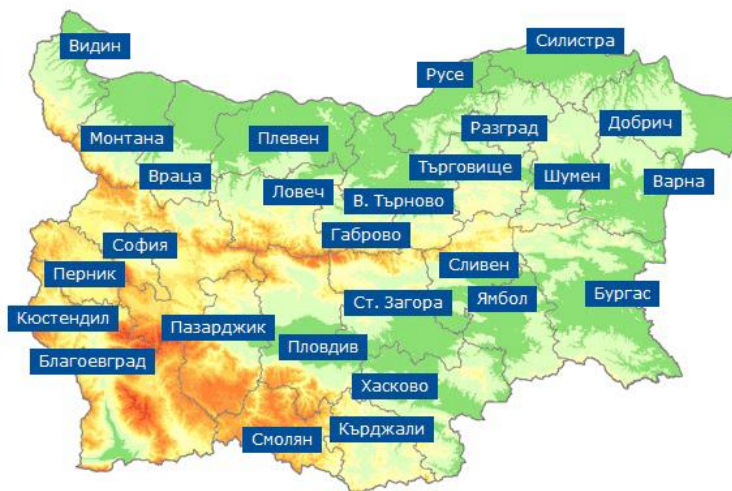 Видин
Силистра
Русе
Монтана
Плевен
Разград
Добрич
Враца
Ловеч
Търговище
Шумен
Варна
В. Търново
Габрово
София
Перник
Сливен
Кюстендил
Ст. Загора
Ямбол
Бургас
Пазарджик
Благоевград
Пловдив
Хасково
Смолян
Кърджали